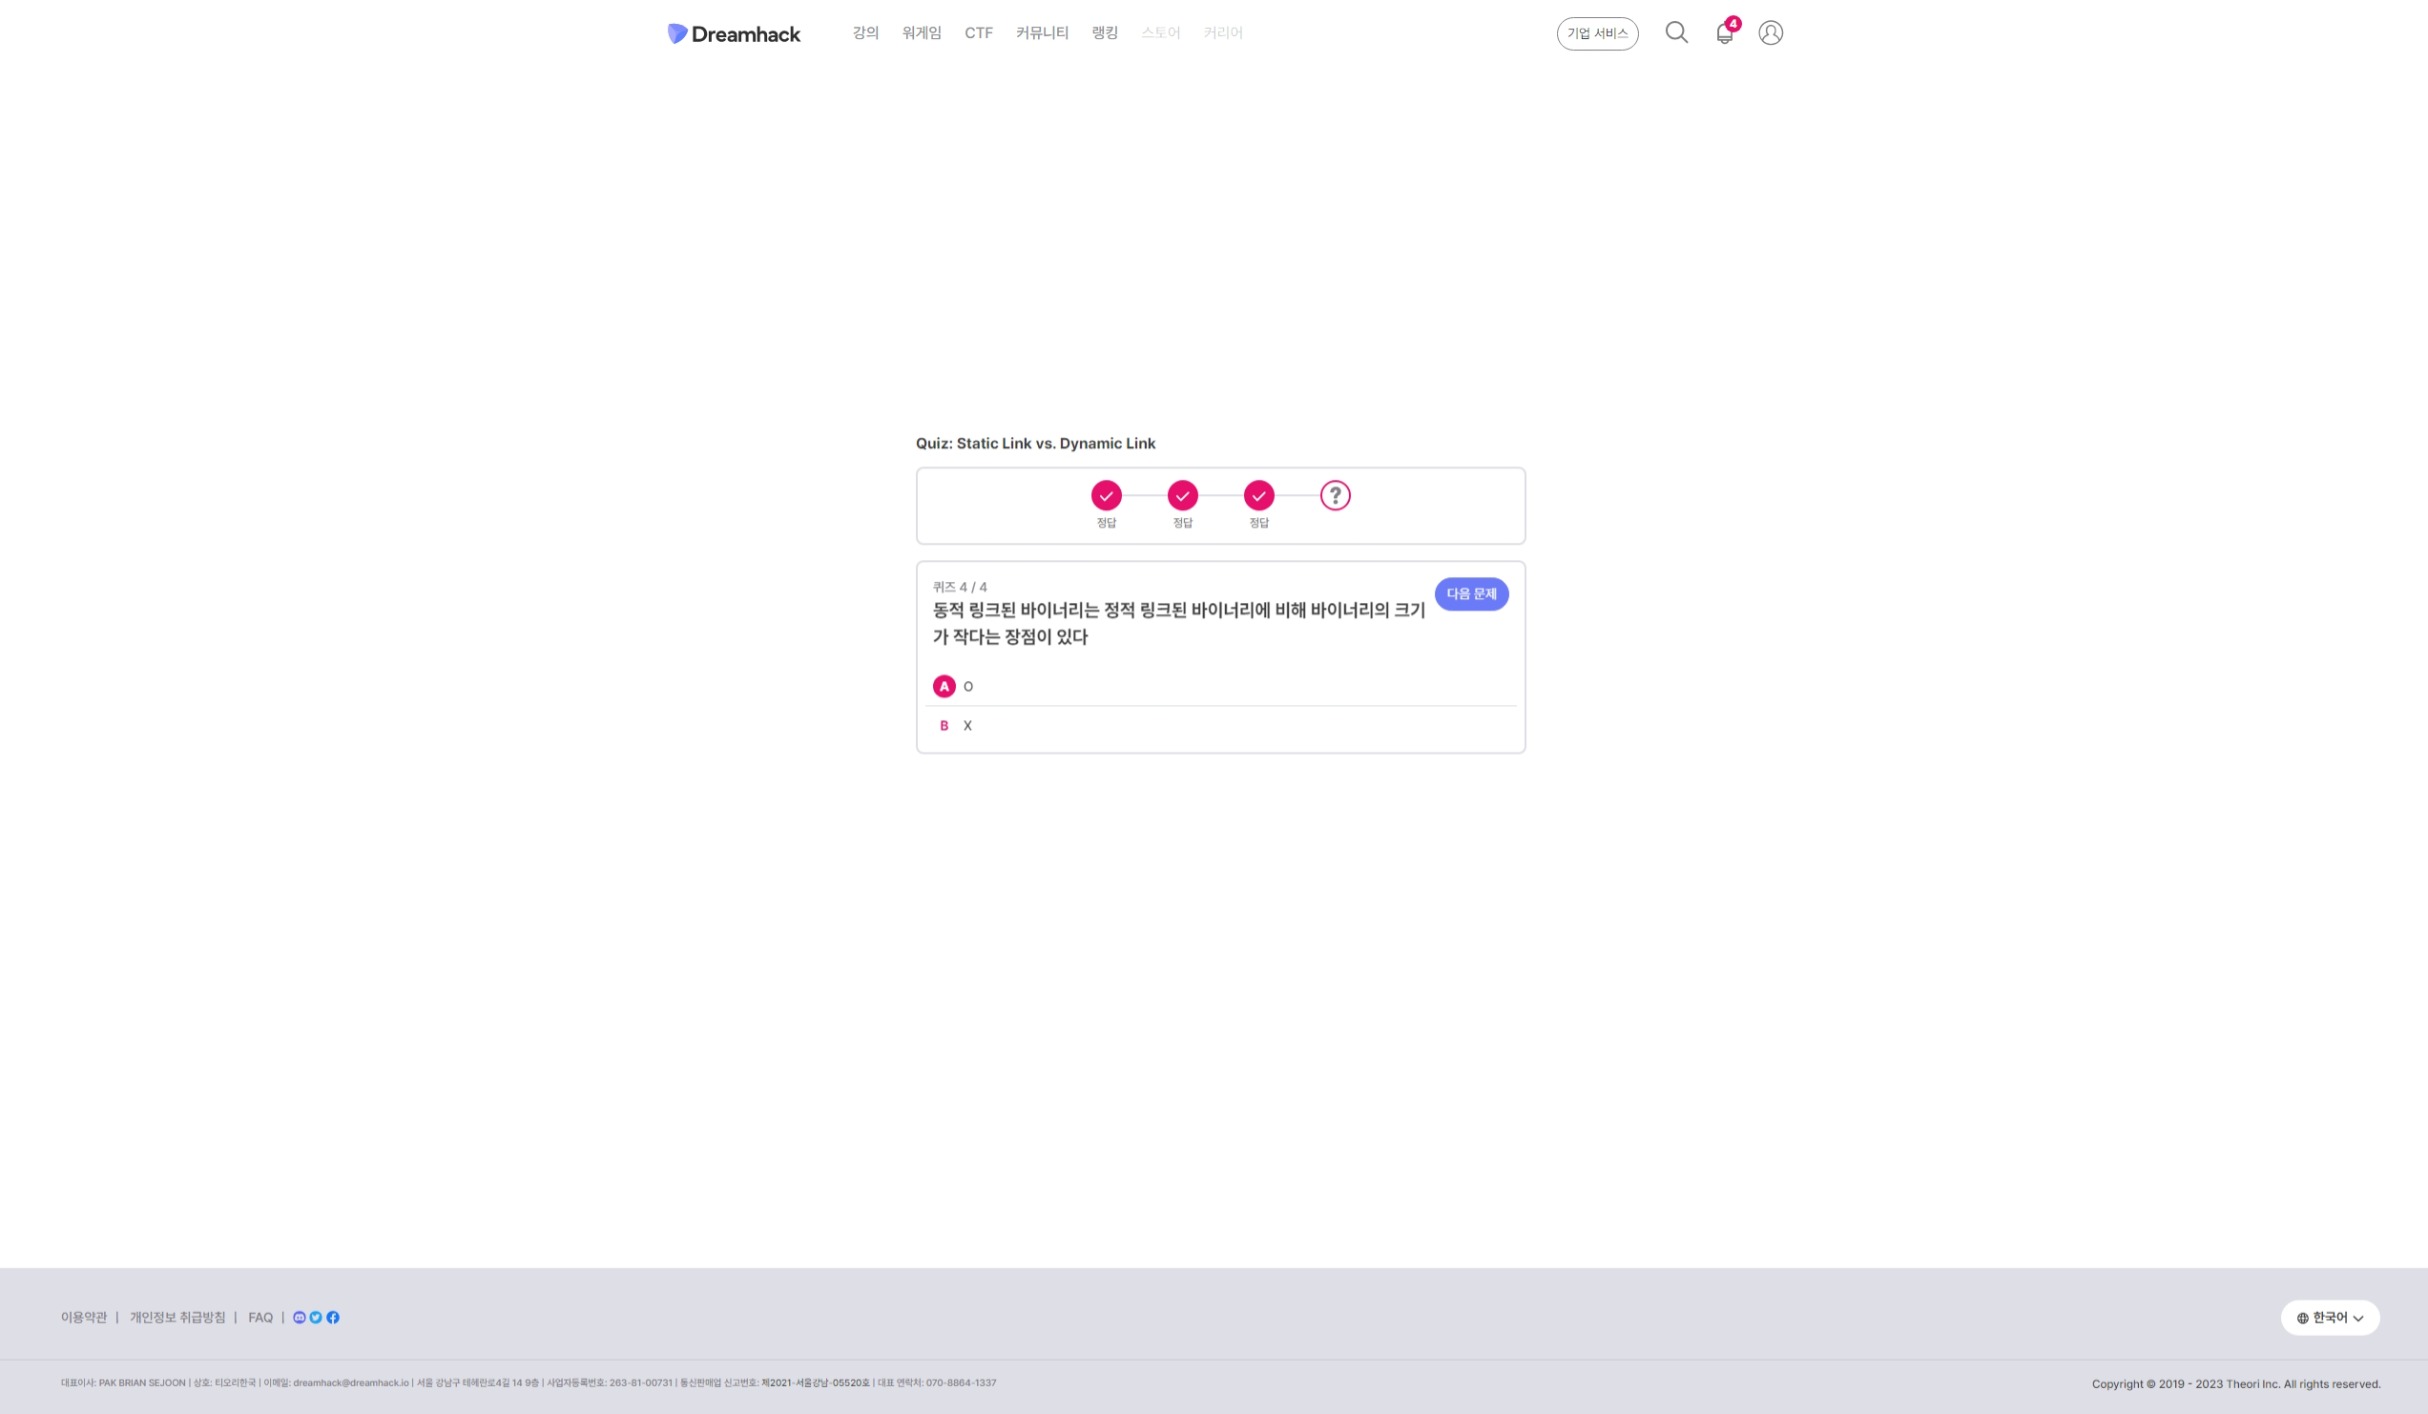 Dreamhack 강의 워게임 CTF 커뮤니티 랭킹 스토어 커리어 기업 서비스 4
Quiz: Static Link vs. Dynamic Link
?
정답 정답 정답
퀴즈 4 / 4
다음 문제
동적 링크된 바이너리는 정적 링크된 바이너리에 비해 바이너리의 크기
가 작다는 장점이 있다
A O
B X
이용약관 | 개인정보 취급방침 | FAQ |
한국어
대표이사: PAK BRIAN SEJOON | 상호: 티오리한국 | 이메일: dreamhack@dreamhack.io | 서울 강남구 테헤란로4길 14 9층 | 사업자등록번호: 263-81-00731 | 통신판매업 신고번호: 제2021-서울강남-05520호 | 대표 연락처: 070-8864-1337
Copyright © 2019 - 2023 Theori Inc. All rights reserved.